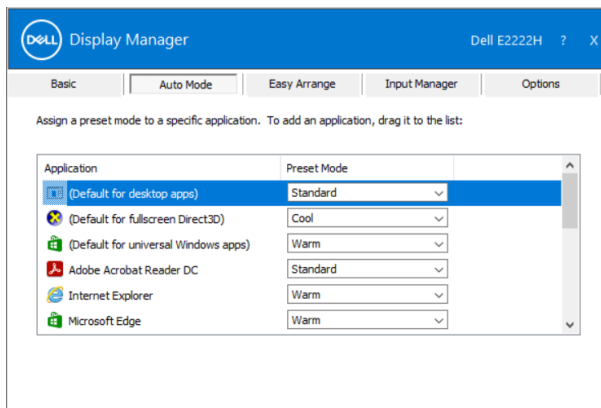 DELL Display Manager Dell E2222H ? X
Basic Auto Mode Easy Arrange Input Manager Options
Assign a preset mode to a specific application. To add an application, drag it to the list:
Application Preset Mode
(Default for desktop apps) Standard
(Default for fullscreen Direct3D) Cool
(Default for universal Windows apps) Warm
Adobe Acrobat Reader DC Standard
Internet Explorer Warm
Microsoft Edge Warm